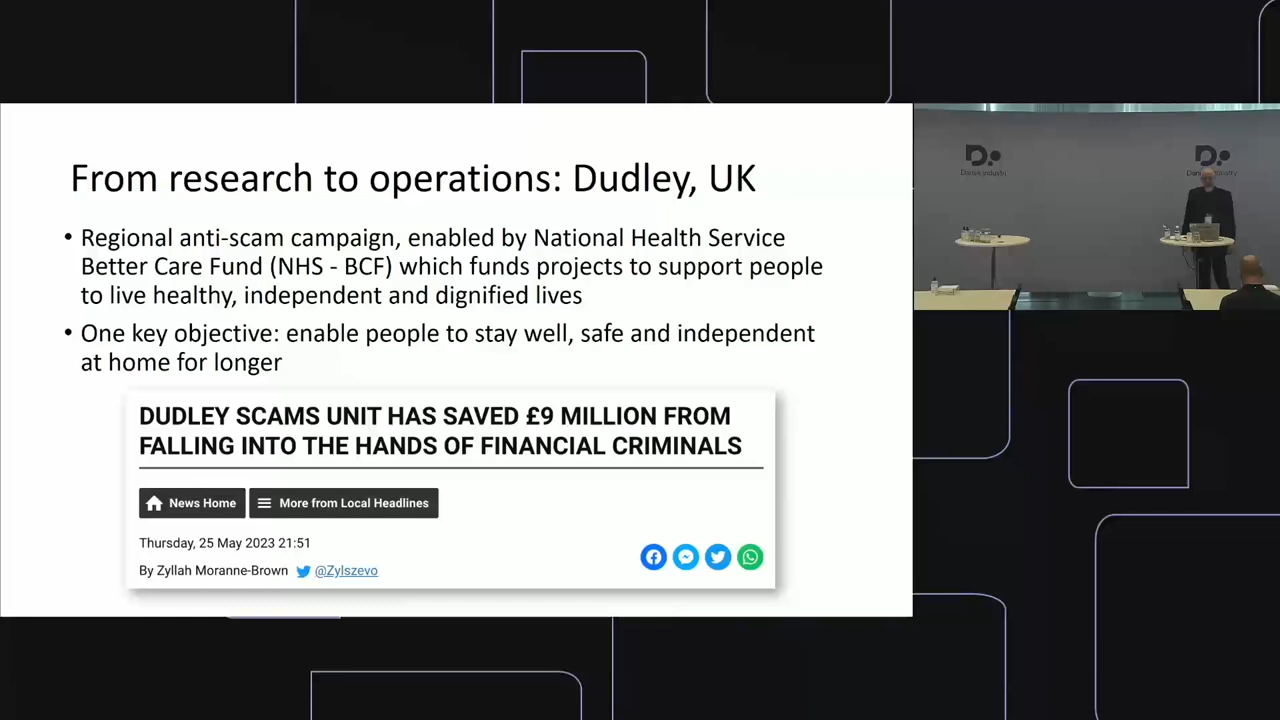 From research to operations: Dudley, UK
• Regional anti-scam campaign, enabled by National Health Service
Better Care Fund (NHS - BCF) which funds projects to support people
to live healthy, independent and dignified lives
• One key objective: enable people to stay well, safe and independent
at home for longer
DUDLEY SCAMS UNIT HAS SAVED £9 MILLION FROM
FALLING INTO THE HANDS OF FINANCIAL CRIMINALS
News Home
More from Local Headlines
Thursday, 25 May 2023 21:51
By Zyllah Moranne-Brown @Zylszevo
D.
Dansk Industri
D.